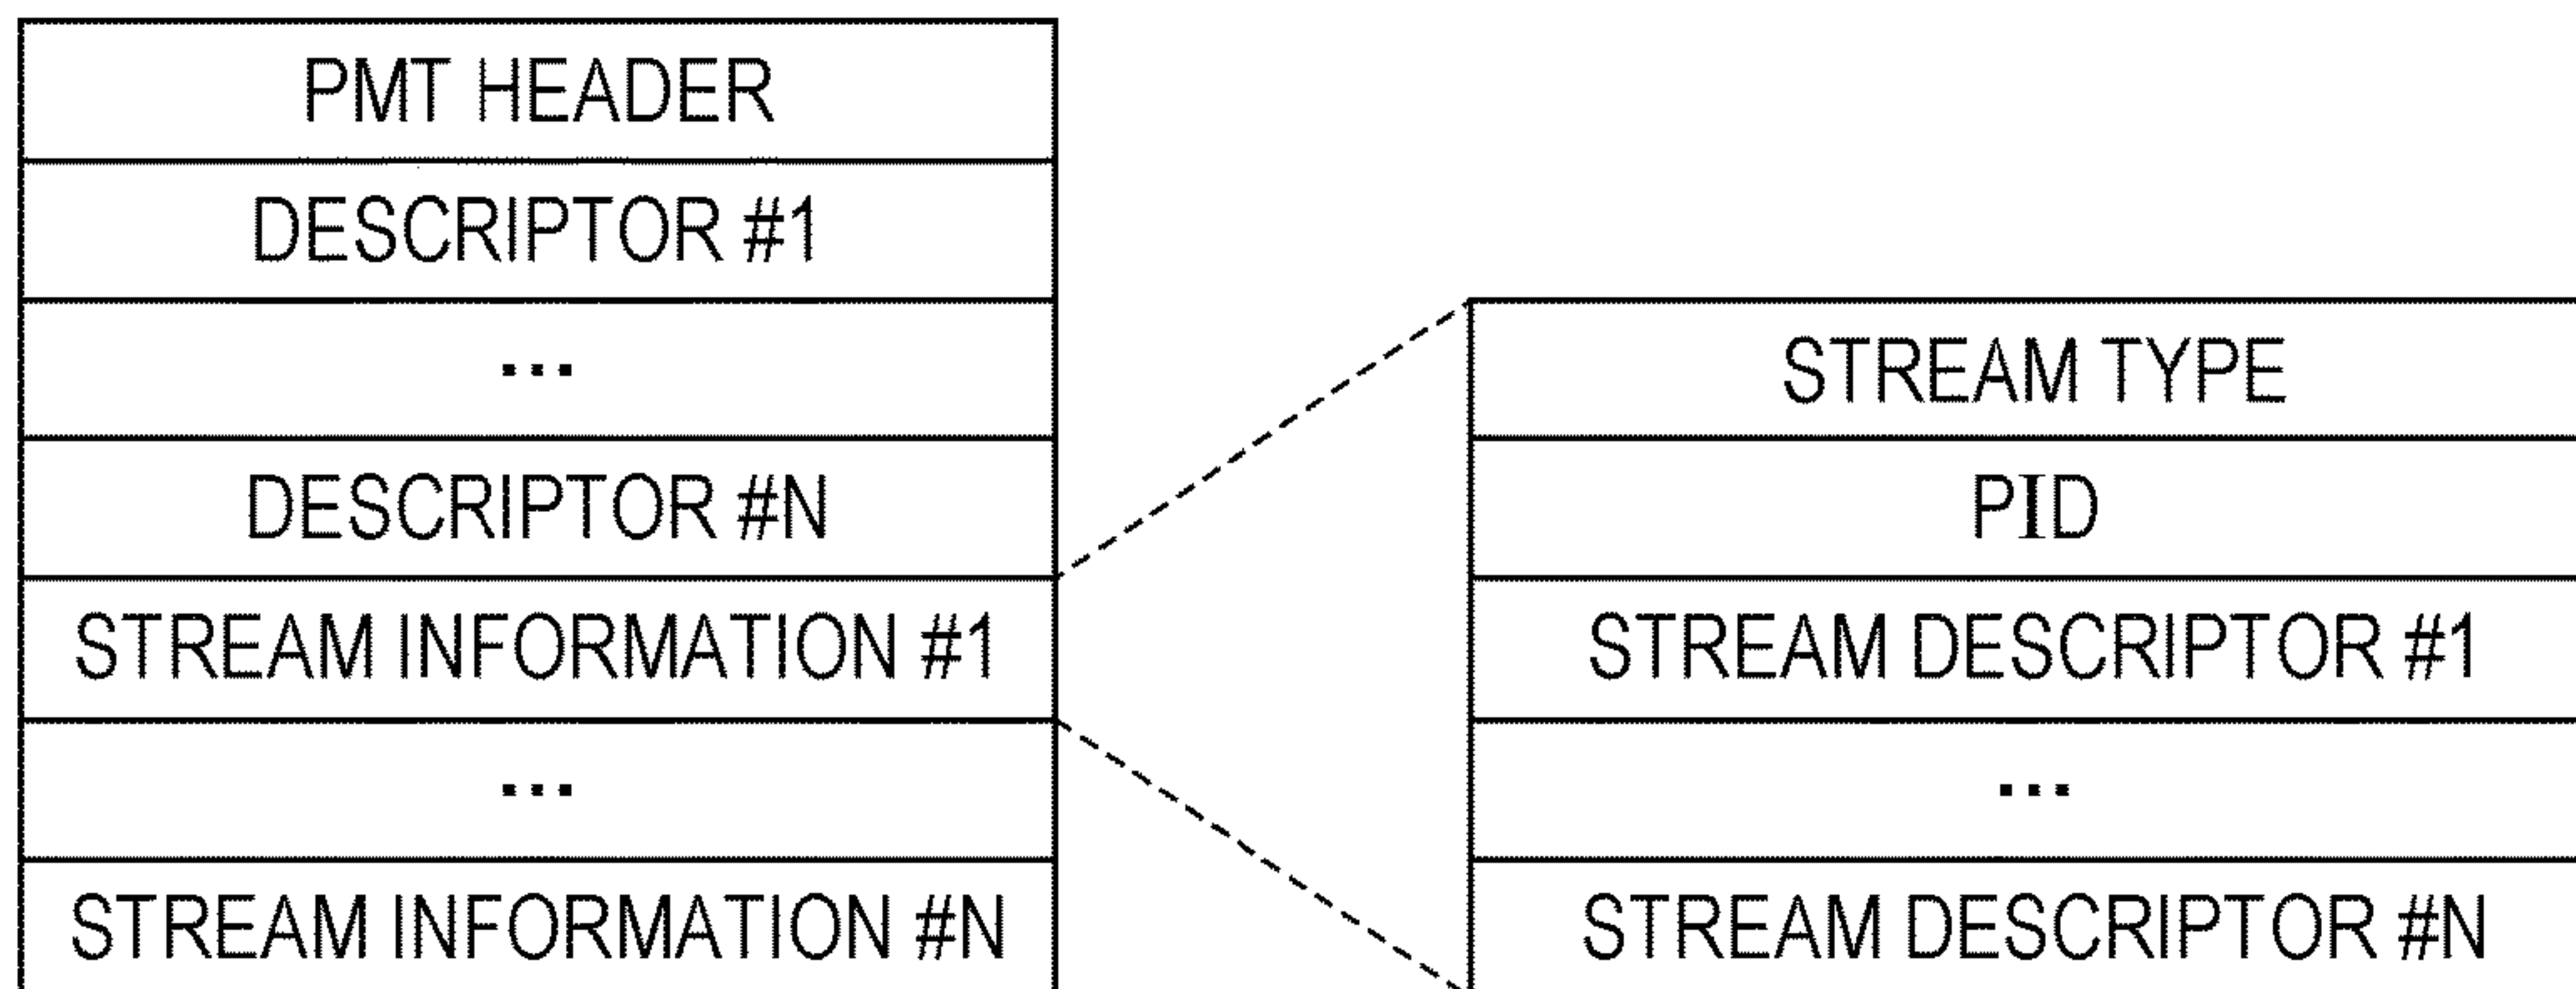 PMT HEADER
DESCRIPTOR #1
...
DESCRIPTOR #N
STREAM INFORMATION #1
...
STREAM INFORMATION #N
STREAM TYPE
PID
STREAM DESCRIPTOR #1
...
STREAM DESCRIPTOR #N